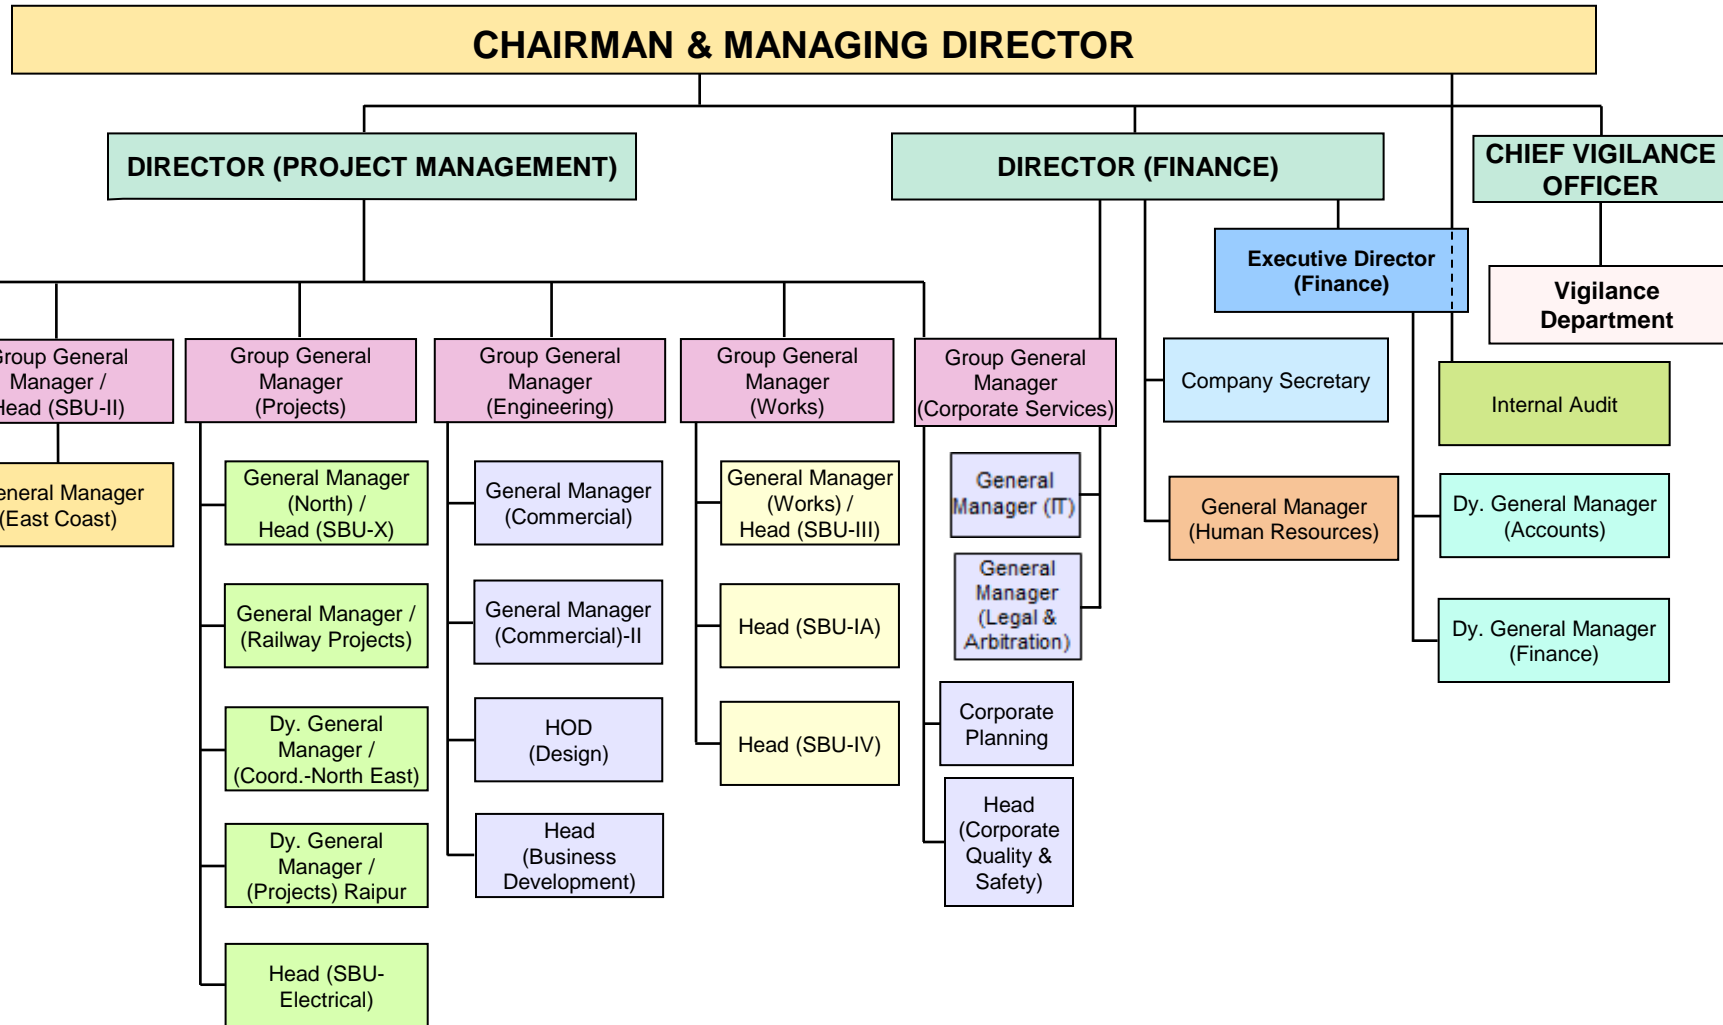 CHAIRMAN & MANAGING DIRECTOR
DIRECTOR (PROJECT MANAGEMENT)
DIRECTOR (FINANCE)
CHIEF VIGILANCE
OFFICER
Executive Director
(Finance)
Vigilance
Department
Group General
Manager /
Head (SBU-II)
Group General
Manager
(Projects)
Group General
Manager
(Engineering)
Group General
Manager
(Works)
Group General
Manager
(Corporate Services)
Company Secretary
Internal Audit
General Manager
(East Coast)
General Manager
(North) /
Head (SBU-X)
General Manager /
(Railway Projects)
Dy. General
Manager /
(Coord.-North East)
Dy. General
Manager /
(Projects) Raipur
Head (SBU-
Electrical)
General Manager
(Commercial)
General Manager
(Commercial)-II
HOD
(Design)
Head
(Business
Development)
General Manager
(Works) /
Head (SBU-III)
Head (SBU-IA)
Head (SBU-IV)
General
Manager (IT)
General
Manager
(Legal &
Arbitration)
Corporate
Planning
Head
(Corporate
Quality &
Safety)
General Manager
(Human Resources)
Dy. General Manager
(Accounts)
Dy. General Manager
(Finance)